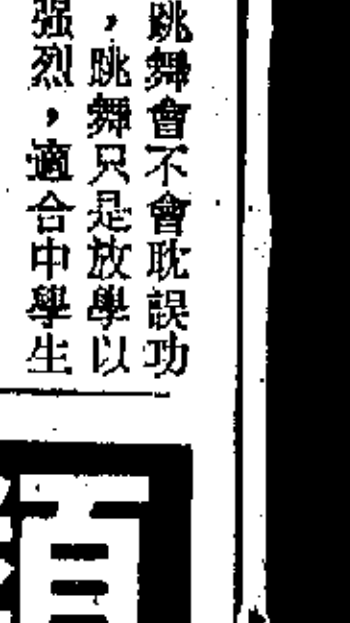 跳舞會不會耽誤功
，跳舞只是放學以
强烈，適合中學生